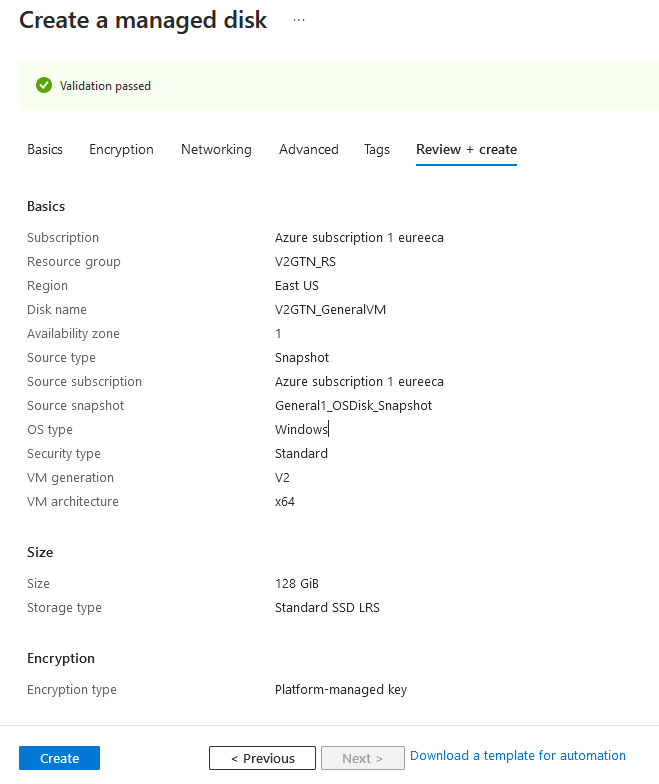 Create a managed disk ...
Validation passed
Basics Encryption Networking Advanced Tags Review + create
Basics
Subscription Azure subscription 1 eureeca
Resource group V2GTN_RS
Region East US
Disk name V2GTN_GeneralVM
Availability zone 1
Source type Snapshot
Source subscription Azure subscription 1 eureeca
Source snapshot General1_OSDisk_Snapshot
OS type Windows
Security type Standard
VM generation V2
VM architecture x64
Size
Size 128 GiB
Storage type Standard SSD LRS
Encryption
Encryption type Platform-managed key
Create < Previous Next > Download a template for automation